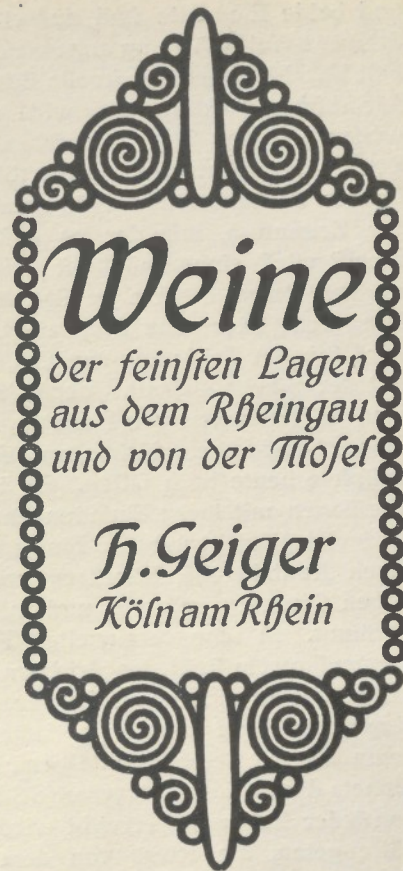 Weine
der feinſten Lagen
aus dem Rheingau
und von der Moſel
H. Geiger
Köln am Rhein